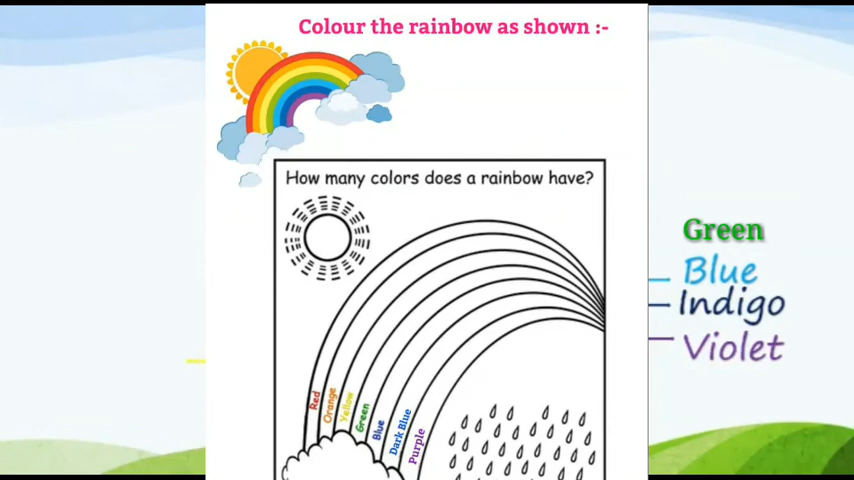 Colour the rainbow as shown :-
How many colors does a rainbow have?
Red
Orange
Yellow
Green
Blue
Dark Blue
Purple
Green
Blue
Indigo
Violet